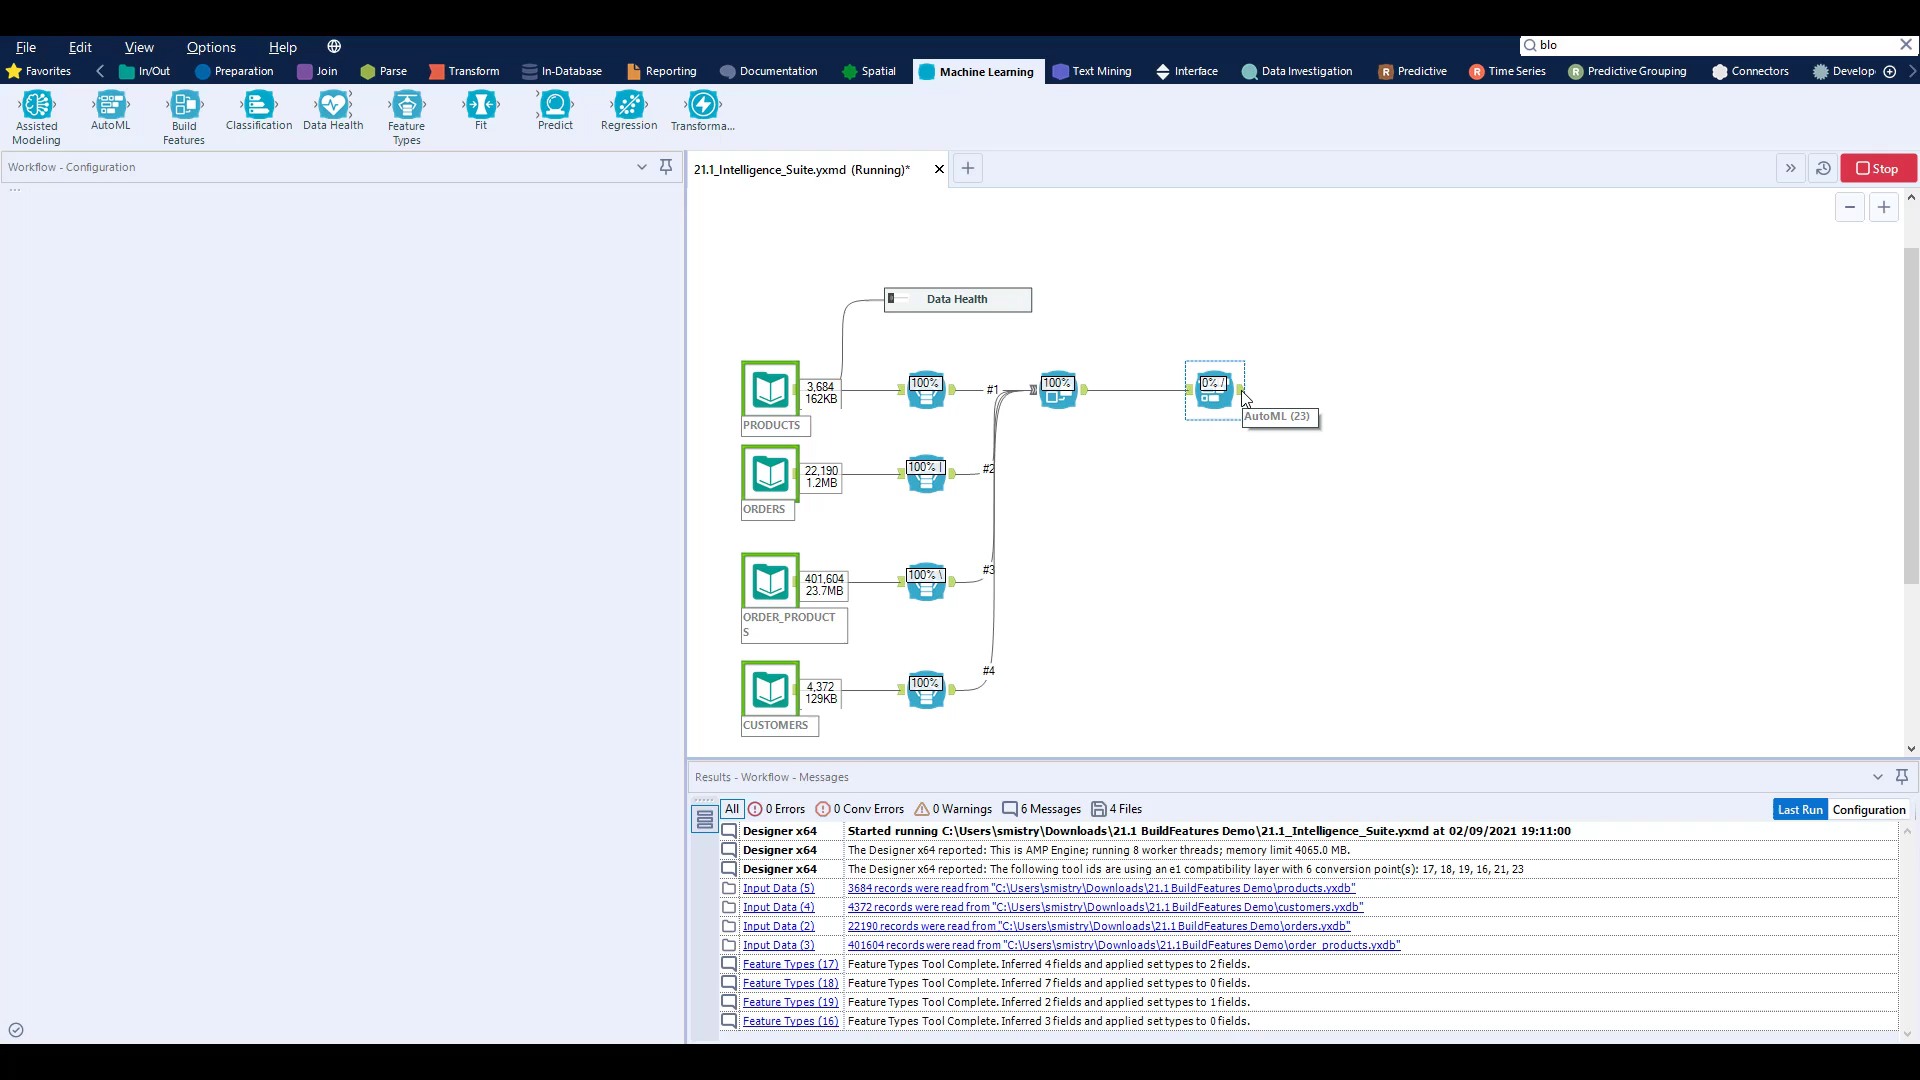 File Edit View Options Help
blo
Favorites In/Out Preparation Join Parse Transform In-Database Reporting Documentation Spatial Machine Learning Text Mining Interface Data Investigation Predictive Time Series Predictive Grouping Connectors Develop
Assisted Modeling
AutoML
Build Features
Classification
Data Health
Feature Types
Fit
Predict
Regression
Transforma...
Workflow - Configuration
...
21.1_Intelligence_Suite.yxmd (Running)*
Stop
Data Health
3,684
162KB
100%
#1
100%
0% /
PRODUCTS
AutoML (23)
22,190
1.2MB
100% |
#2
ORDERS
401,604
23.7MB
100% \
#3
ORDER_PRODUCT
S
4,372
129KB
100%
#4
CUSTOMERS
Results - Workflow - Messages
All 0 Errors 0 Conv Errors 0 Warnings 6 Messages 4 Files Last Run Configuration
Designer x64 Started running C:\Users\smistry\Downloads\21.1 BuildFeatures Demo\21.1_Intelligence_Suite.yxmd at 02/09/2021 19:11:00
Designer x64 The Designer x64 reported: This is AMP Engine; running 8 worker threads; memory limit 4065.0 MB.
Designer x64 The Designer x64 reported: The following tool ids are using an e1 compatibility layer with 6 conversion point(s): 17, 18, 19, 16, 21, 23
Input Data (5) 3684 records were read from "C:\Users\smistry\Downloads\21.1 BuildFeatures Demo\products.yxdb"
Input Data (4) 4372 records were read from "C:\Users\smistry\Downloads\21.1 BuildFeatures Demo\customers.yxdb"
Input Data (2) 22190 records were read from "C:\Users\smistry\Downloads\21.1 BuildFeatures Demo\orders.yxdb"
Input Data (3) 401604 records were read from "C:\Users\smistry\Downloads\21.1 BuildFeatures Demo\order_products.yxdb"
Feature Types (17) Feature Types Tool Complete. Inferred 4 fields and applied set types to 2 fields.
Feature Types (18) Feature Types Tool Complete. Inferred 7 fields and applied set types to 0 fields.
Feature Types (19) Feature Types Tool Complete. Inferred 2 fields and applied set types to 1 fields.
Feature Types (16) Feature Types Tool Complete. Inferred 3 fields and applied set types to 0 fields.